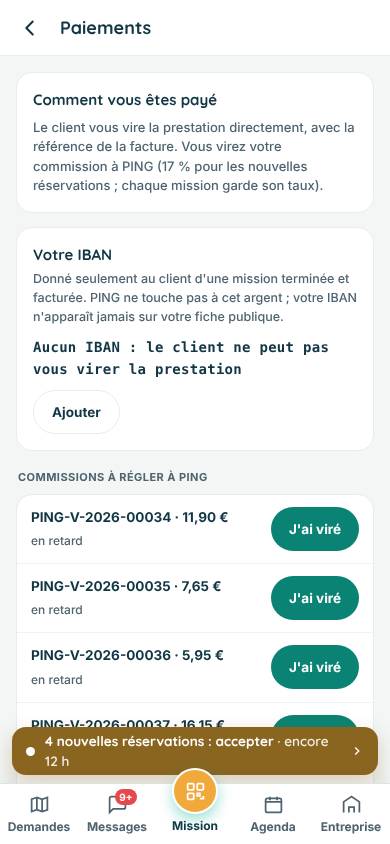 Paiements
Comment vous êtes payé
Le client vous vire la prestation directement, avec la
référence de la facture. Vous virez votre
commission à PING (17 % pour les nouvelles
réservations ; chaque mission garde son taux).
Votre IBAN
Donné seulement au client d'une mission terminée et
facturée. PING ne touche pas à cet argent ; votre IBAN
n'apparaît jamais sur votre fiche publique.
Aucun IBAN : le client ne peut pas
vous virer la prestation
Ajouter
COMMISSIONS À RÉGLER À PING
PING-V-2026-00034 · 11,90 €
J'ai viré
en retard
PING-V-2026-00035 · 7,65 €
J'ai viré
en retard
PING-V-2026-00036 · 5,95 €
J'ai viré
en retard
PING-V-2026-00037 · 16,15 €
4 nouvelles réservations : accepter · encore
12 h
9+
Demandes
Messages
Mission
Agenda
Entreprise